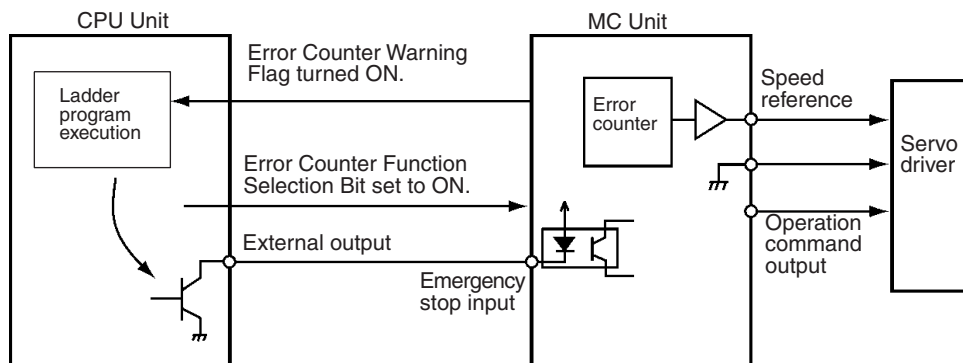 CPU Unit
MC Unit
Error Counter Warning
Flag turned ON.
Ladder
program
execution
Error
counter
Speed
reference
Servo
driver
Error Counter Function
Selection Bit set to ON.
External output
Emergency
stop input
Operation
command
output